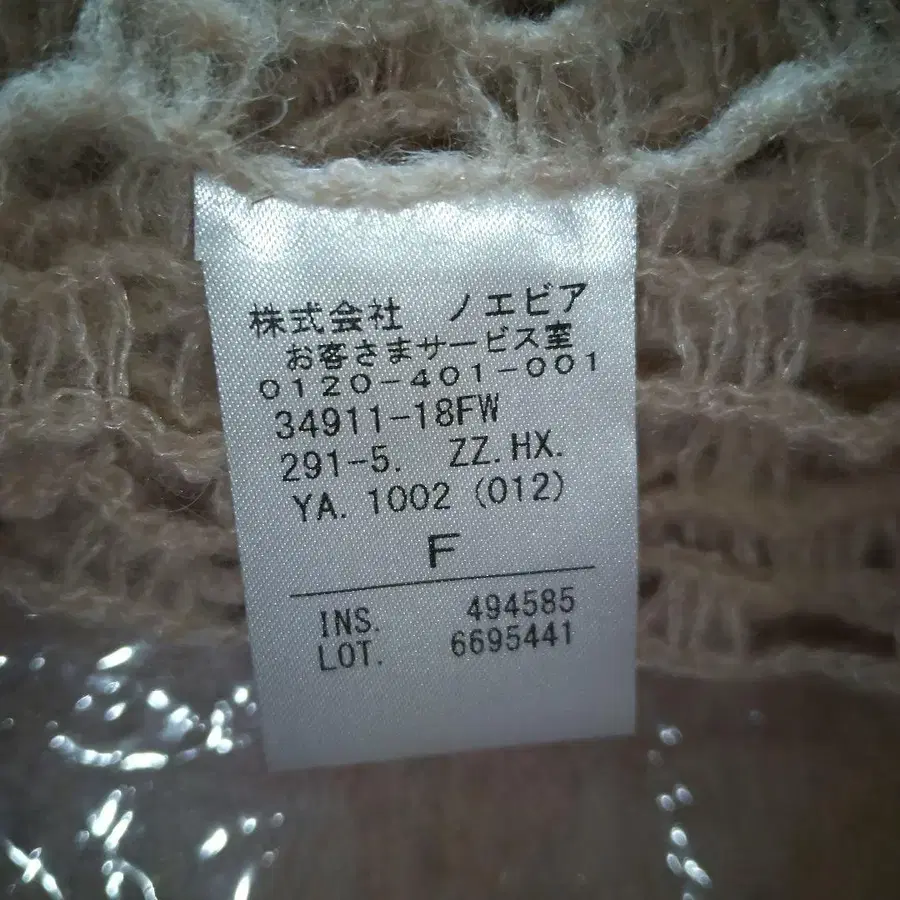 株式会社 ノエビア
お客さまサービス室
0120-401-001
34911-18FW
291-5. ZZ.HX.
YA.1002(012)
F
INS. 494585
LOT. 6695441